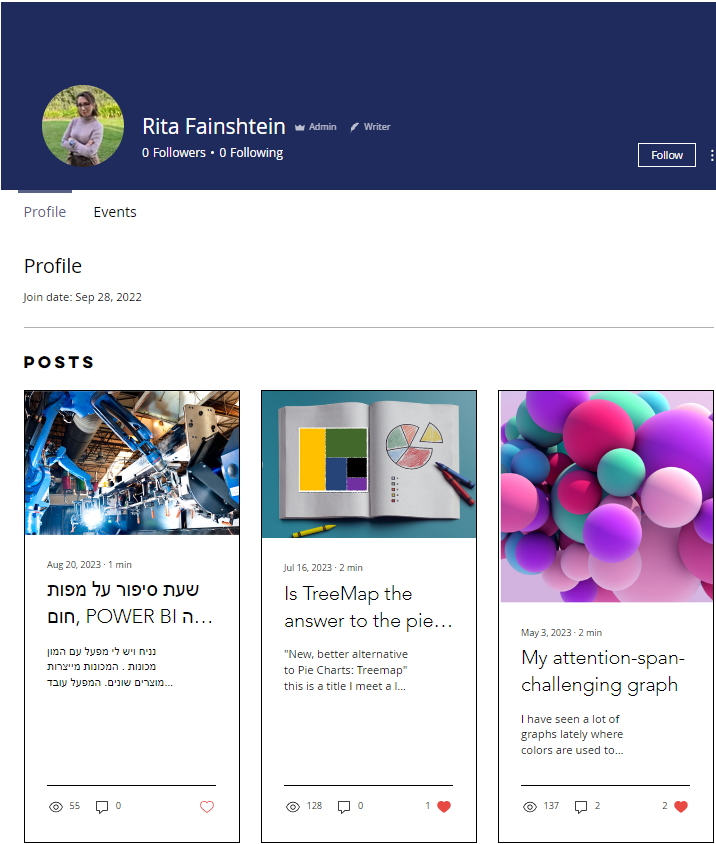 Rita Fainshtein Admin Writer
0 Followers • 0 Following
Follow
Profile Events
Profile
Join date: Sep 28, 2022
POSTS
Aug 20, 2023 · 1 min
שעת סיפור על מפות
חום, POWER BI ה...
נניח ויש לי מפעל עם המון
מכונות . המכונות מייצרות
מוצרים שונים. המפעל עובד...
55 0
Jul 16, 2023 · 2 min
Is TreeMap the
answer to the pie...
"New, better alternative
to Pie Charts: Treemap"
this is a title I meet a l...
128 0 1
May 3, 2023 · 2 min
My attention-span-
challenging graph
I have seen a lot of
graphs lately where
colors are used to...
137 2 2